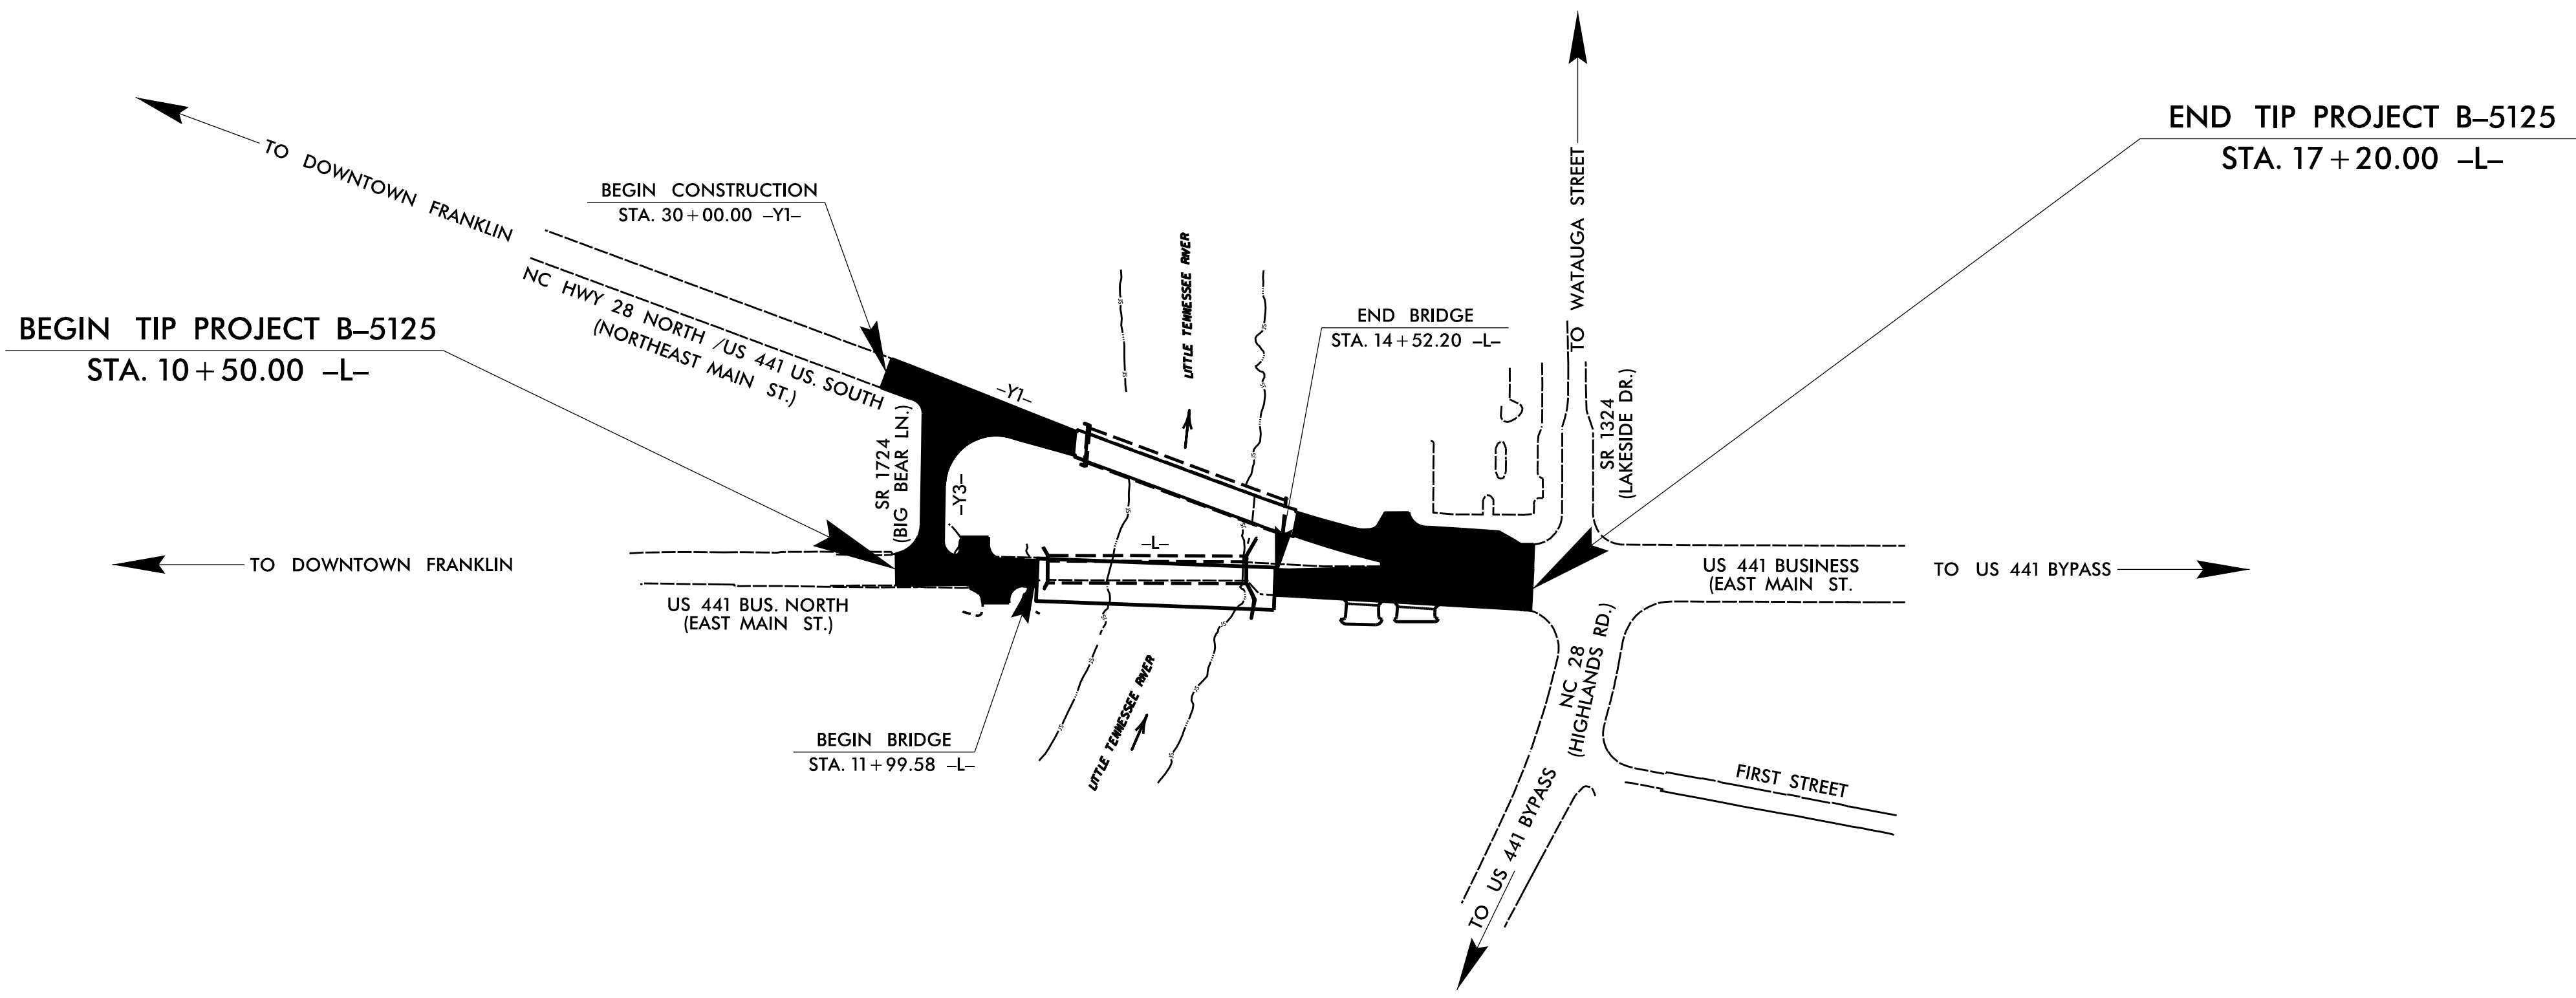 END TIP PROJECT B–5125
STA. 17+20.00 –L–
TO DOWNTOWN FRANKLIN
BEGIN CONSTRUCTION
STA. 30+00.00 –Y1–
TO WATAUGA STREET
NC HWY 28 NORTH /US 441 US. SOUTH
(NORTHEAST MAIN ST.)
LITTLE TENNESSEE RIVER
BEGIN TIP PROJECT B–5125
STA. 10+50.00 –L–
END BRIDGE
STA. 14+52.20 –L–
–Y1–
SR 1724
(BIG BEAR LN.)
–Y3–
SR 1324
(LAKESIDE DR.)
–L–
TO DOWNTOWN FRANKLIN
US 441 BUS. NORTH
(EAST MAIN ST.)
US 441 BUSINESS
(EAST MAIN ST.
TO US 441 BYPASS
NC 28
(HIGHLANDS RD.)
LITTLE TENNESSEE RIVER
BEGIN BRIDGE
STA. 11+99.58 –L–
FIRST STREET
TO US 441 BYPASS